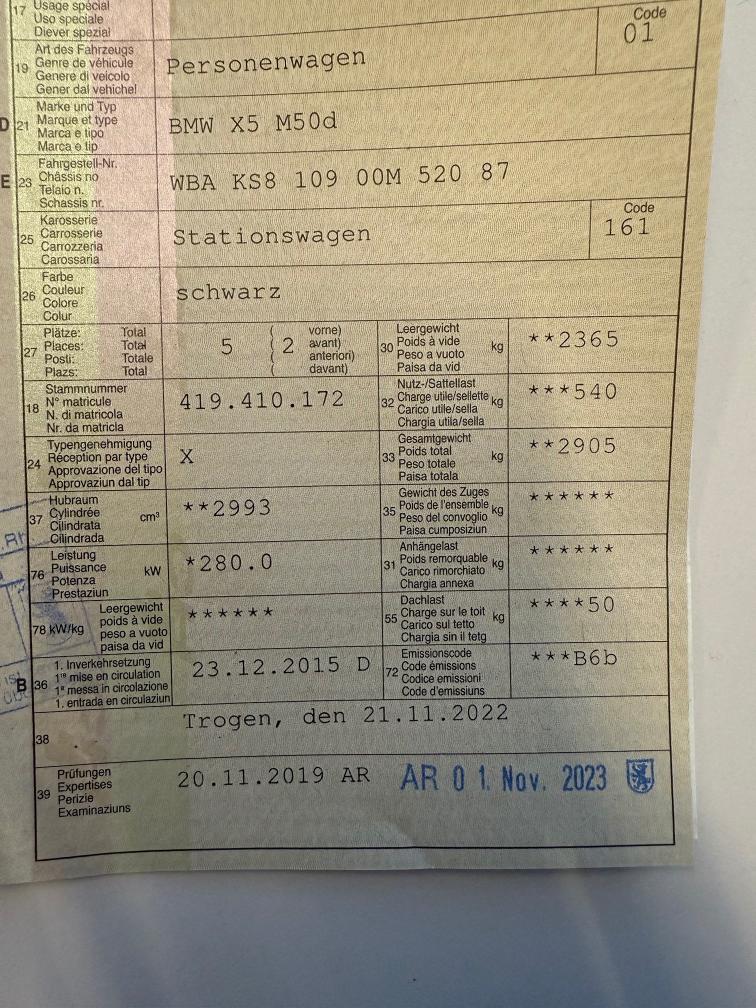 17 Usage spécial
Uso speciale
Diever spezial
Code
01
19 Art des Fahrzeugs
Genre de véhicule
Genere di veicolo
Gener dal vehichel
Personenwagen
D 21 Marke und Typ
Marque et type
Marca e tipo
Marca e tip
BMW X5 M50d
E 23 Fahrgestell-Nr.
Châssis no
Telaio n.
Schassis nr.
WBA KS8 109 00M 520 87
25 Karosserie
Carrosserie
Carrozzeria
Carossaria
Stationswagen
Code
161
26 Farbe
Couleur
Colore
Colur
schwarz
27 Plätze: Total
Places: Total
Posti: Totale
Plazs: Total
5 ( 2 vorne)
( avant)
( anteriori)
( davant)
30 Leergewicht
Poids à vide
Peso a vuoto
Paisa da vid
kg
**2365
18 Stammnummer
N° matricule
N. di matricola
Nr. da matricla
419.410.172
32 Nutz-/Sattellast
Charge utile/sellette
Carico utile/sella
Chargia utila/sella
kg
***540
24 Typengenehmigung
Réception par type
Approvazione del tipo
Approvaziun dal tip
X
33 Gesamtgewicht
Poids total
Peso totale
Paisa totala
kg
**2905
37 Hubraum
Cylindrée
Cilindrata
Cilindrada
cm³
**2993
35 Gewicht des Zuges
Poids de l'ensemble
Peso del convoglio
Paisa cumposiziun
kg
******
76 Leistung
Puissance
Potenza
Prestaziun
kW
*280.0
31 Anhängelast
Poids remorquable
Carico rimorchiato
Chargia annexa
kg
******
78 kW/kg Leergewicht
poids à vide
peso a vuoto
paisa da vid
******
55 Dachlast
Charge sur le toit
Carico sul tetto
Chargia sin il tetg
kg
****50
B 36 1. Inverkehrsetzung
1re mise en circulation
1a messa in circolazione
1. entrada en circulaziun
23.12.2015 D
72 Emissionscode
Code émissions
Codice emissioni
Code d'emissiuns
***B6b
38
Trogen, den 21.11.2022
39 Prüfungen
Expertises
Perizie
Examinaziuns
20.11.2019 AR
AR 01. Nov. 2023